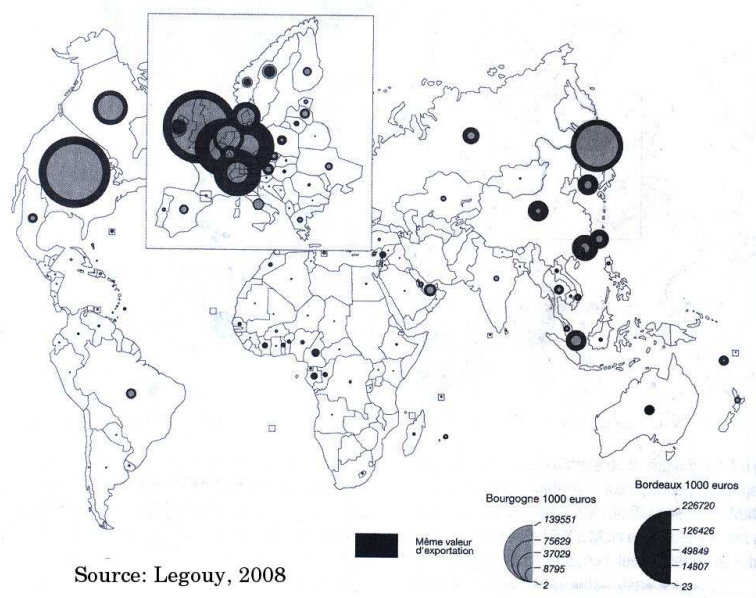 Bourgogne 1000 euros
139551
75629
37029
8795
2
Bordeaux 1000 euros
226720
126426
49849
14807
23
Même valeur
d'exportation
Source: Legouy, 2008